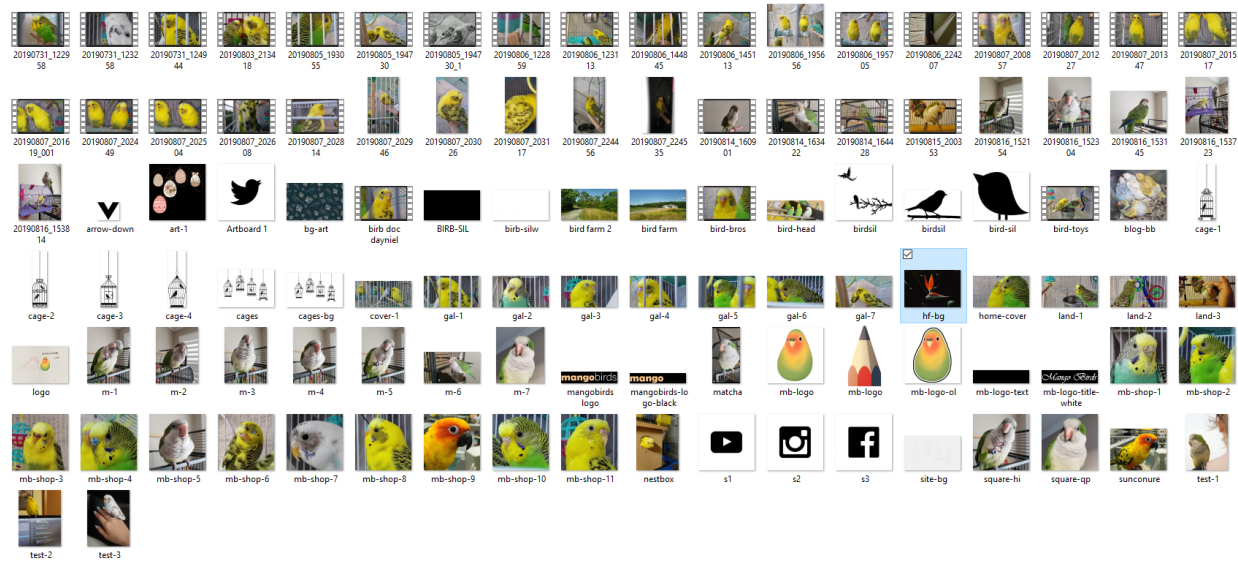 20190731_1229
58
20190731_1232
58
20190731_1249
44
20190803_2134
18
20190805_1930
55
20190805_1947
30
20190805_1947
30_1
20190806_1228
59
20190806_1231
13
20190806_1448
45
20190806_1451
13
20190806_1956
56
20190806_1957
05
20190806_2242
07
20190807_2008
57
20190807_2012
27
20190807_2013
47
20190807_2015
17
20190807_2016
19_001
20190807_2024
49
20190807_2025
04
20190807_2026
08
20190807_2028
14
20190807_2029
46
20190807_2030
26
20190807_2031
17
20190807_2244
56
20190807_2245
35
20190814_1609
01
20190814_1634
22
20190814_1644
28
20190815_2003
53
20190816_1521
54
20190816_1523
04
20190816_1531
45
20190816_1537
23
20190816_1538
14
arrow-down
art-1
Artboard 1
bg-art
birb doc
dayniel
BIRB-SIL
birb-silw
bird farm 2
bird farm
bird-bros
bird-head
birdsil
birdsil
bird-sil
bird-toys
blog-bb
cage-1
cage-2
cage-3
cage-4
cages
cages-bg
cover-1
gal-1
gal-2
gal-3
gal-4
gal-5
gal-6
gal-7
hf-bg
home-cover
land-1
land-2
land-3
logo
m-1
m-2
m-3
m-4
m-5
m-6
m-7
mangobirds
mangobirds
logo
mango
mangobirds-lo
go-black
matcha
mb-logo
mb-logo
mb-logo-ol
mb-logo-text
Mango Birds
mb-logo-title-
white
mb-shop-1
mb-shop-2
mb-shop-3
mb-shop-4
mb-shop-5
mb-shop-6
mb-shop-7
mb-shop-8
mb-shop-9
mb-shop-10
mb-shop-11
nestbox
s1
s2
s3
site-bg
square-hi
square-qp
sunconure
test-1
test-2
test-3